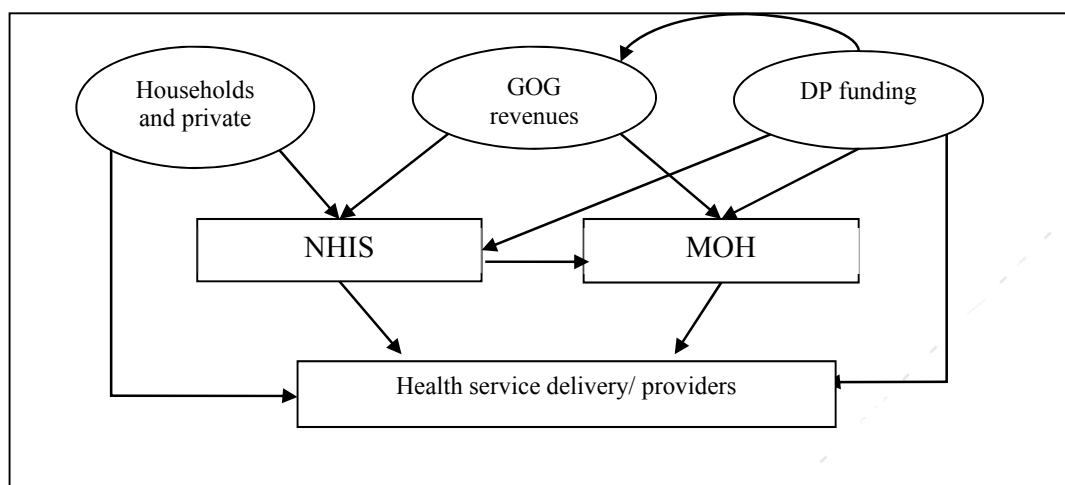 Households
and private
GOG
revenues
DP funding
NHIS
MOH
Health service delivery/ providers